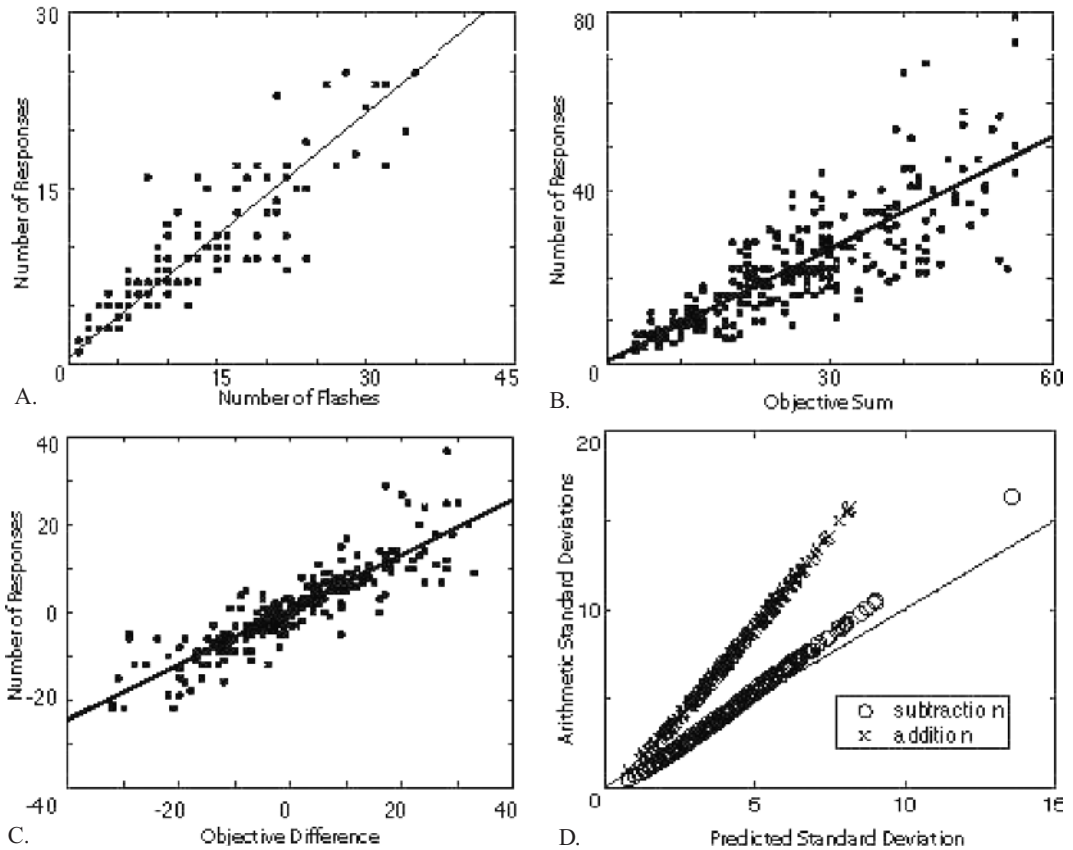 30
15
0
15
30
45
Number of Responses
Number of Flashes
A.
80
40
0
30
60
Number of Responses
Objective Sum
B.
40
20
0
-20
-40
-20
0
20
40
Number of Responses
Objective Difference
C.
20
10
0
5
10
15
Arithmetic Standard Deviations
subtraction
addition
Predicted Standard Deviation
D.